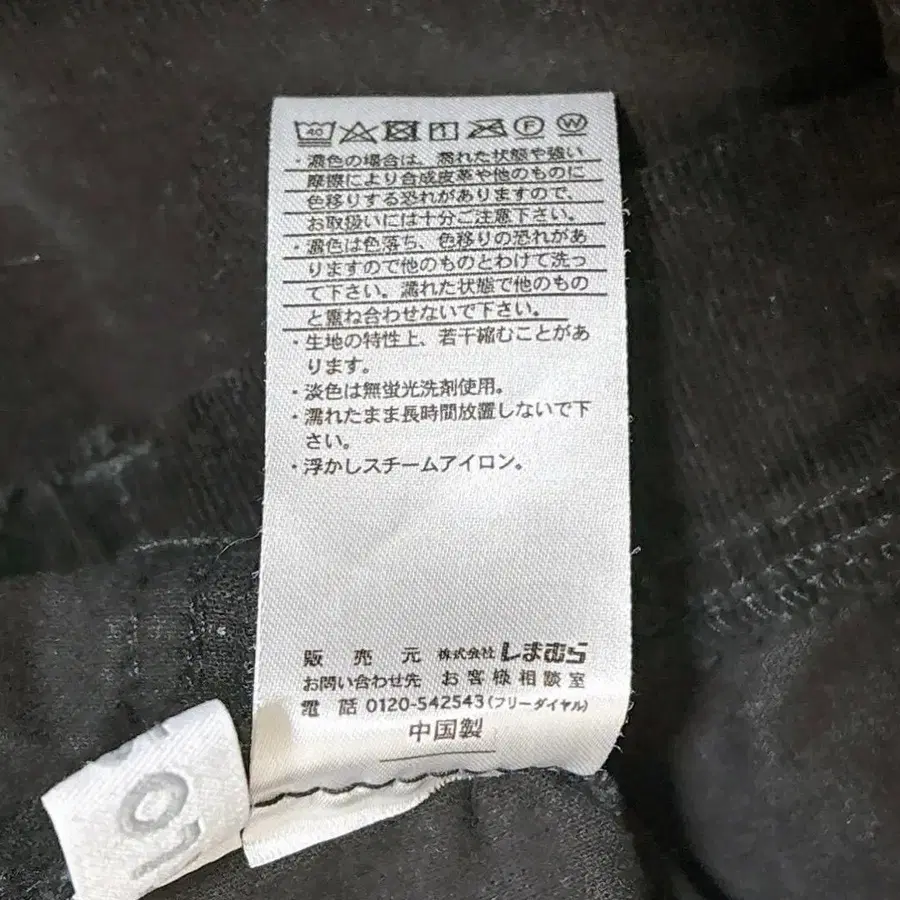 40 1 F W
・濃色の場合は、濡れた状態や強い
摩擦により合成皮革や他のものに
色移りする恐れがありますので、
お取扱いには十分ご注意下さい。
・濃色は色落ち、色移りの恐れがあ
りますので他のものとわけて洗っ
て下さい。濡れた状態で他のもの
と重ね合わせないで下さい。
・生地の特性上、若干縮むことがあ
ります。
・淡色は無蛍光洗剤使用。
・濡れたまま長時間放置しないで下
さい。
・浮かしスチームアイロン。
販売元 株式会社しまむら
お問い合わせ先 お客様相談室
電話 0120-542543(フリーダイヤル)
中国製